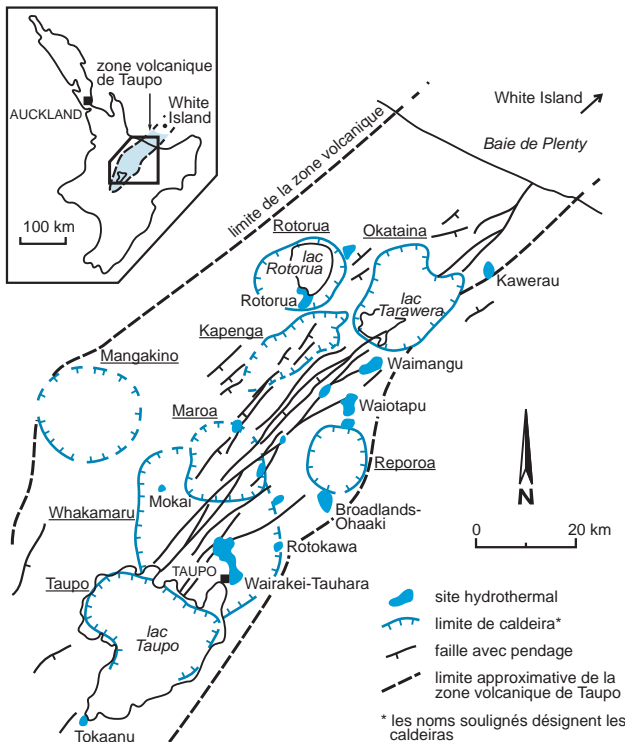 zone volcanique
de Taupo
White
Island
AUCKLAND
100 km
White Island
Baie de Plenty
limite de la zone volcanique
Rotorua
Okataina
lac
Rotorua
Rotorua
lac
Tarawera
Kawerau
Kapenga
Mangakino
Waimangu
Maroa
Waiotapu
Reporoa
Mokai
Whakamaru
Broadlands-
Ohaaki
N
0 20 km
Rotokawa
TAUPO
Taupo
Wairakei-Tauhara
lac
Taupo
Tokaanu
site hydrothermal
limite de caldeira*
faille avec pendage
limite approximative de la
zone volcanique de Taupo
* les noms soulignés désignent les
caldeiras